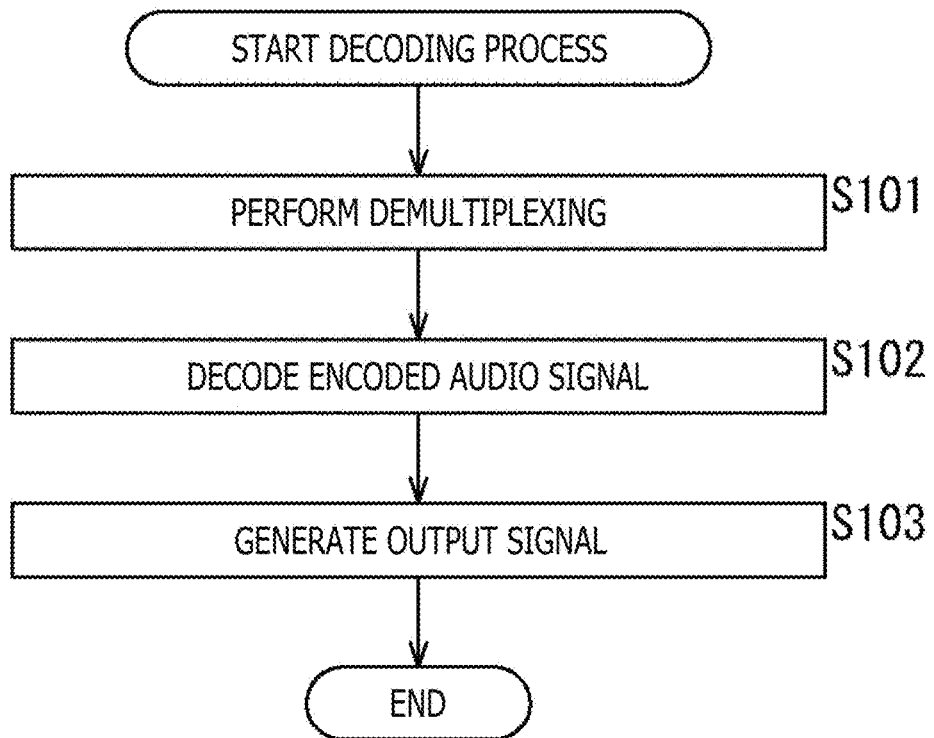 START DECODING PROCESS
PERFORM DEMULTIPLEXING
S101
DECODE ENCODED AUDIO SIGNAL
S102
GENERATE OUTPUT SIGNAL
S103
END